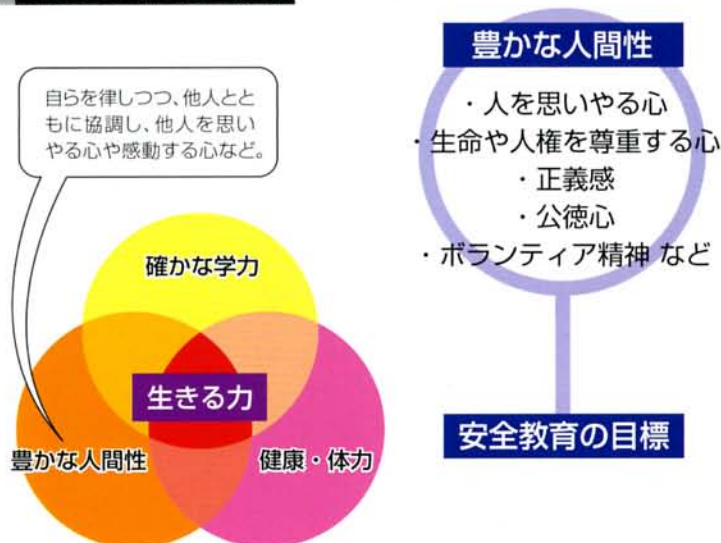 自らを律しつつ、他人とと
もに協調し、他人を思い
やる心や感動する心など。
確かな学力
生きる力
豊かな人間性
健康・体力
豊かな人間性
・人を思いやる心
・生命や人権を尊重する心
・正義感
・公徳心
・ボランティア精神 など
安全教育の目標